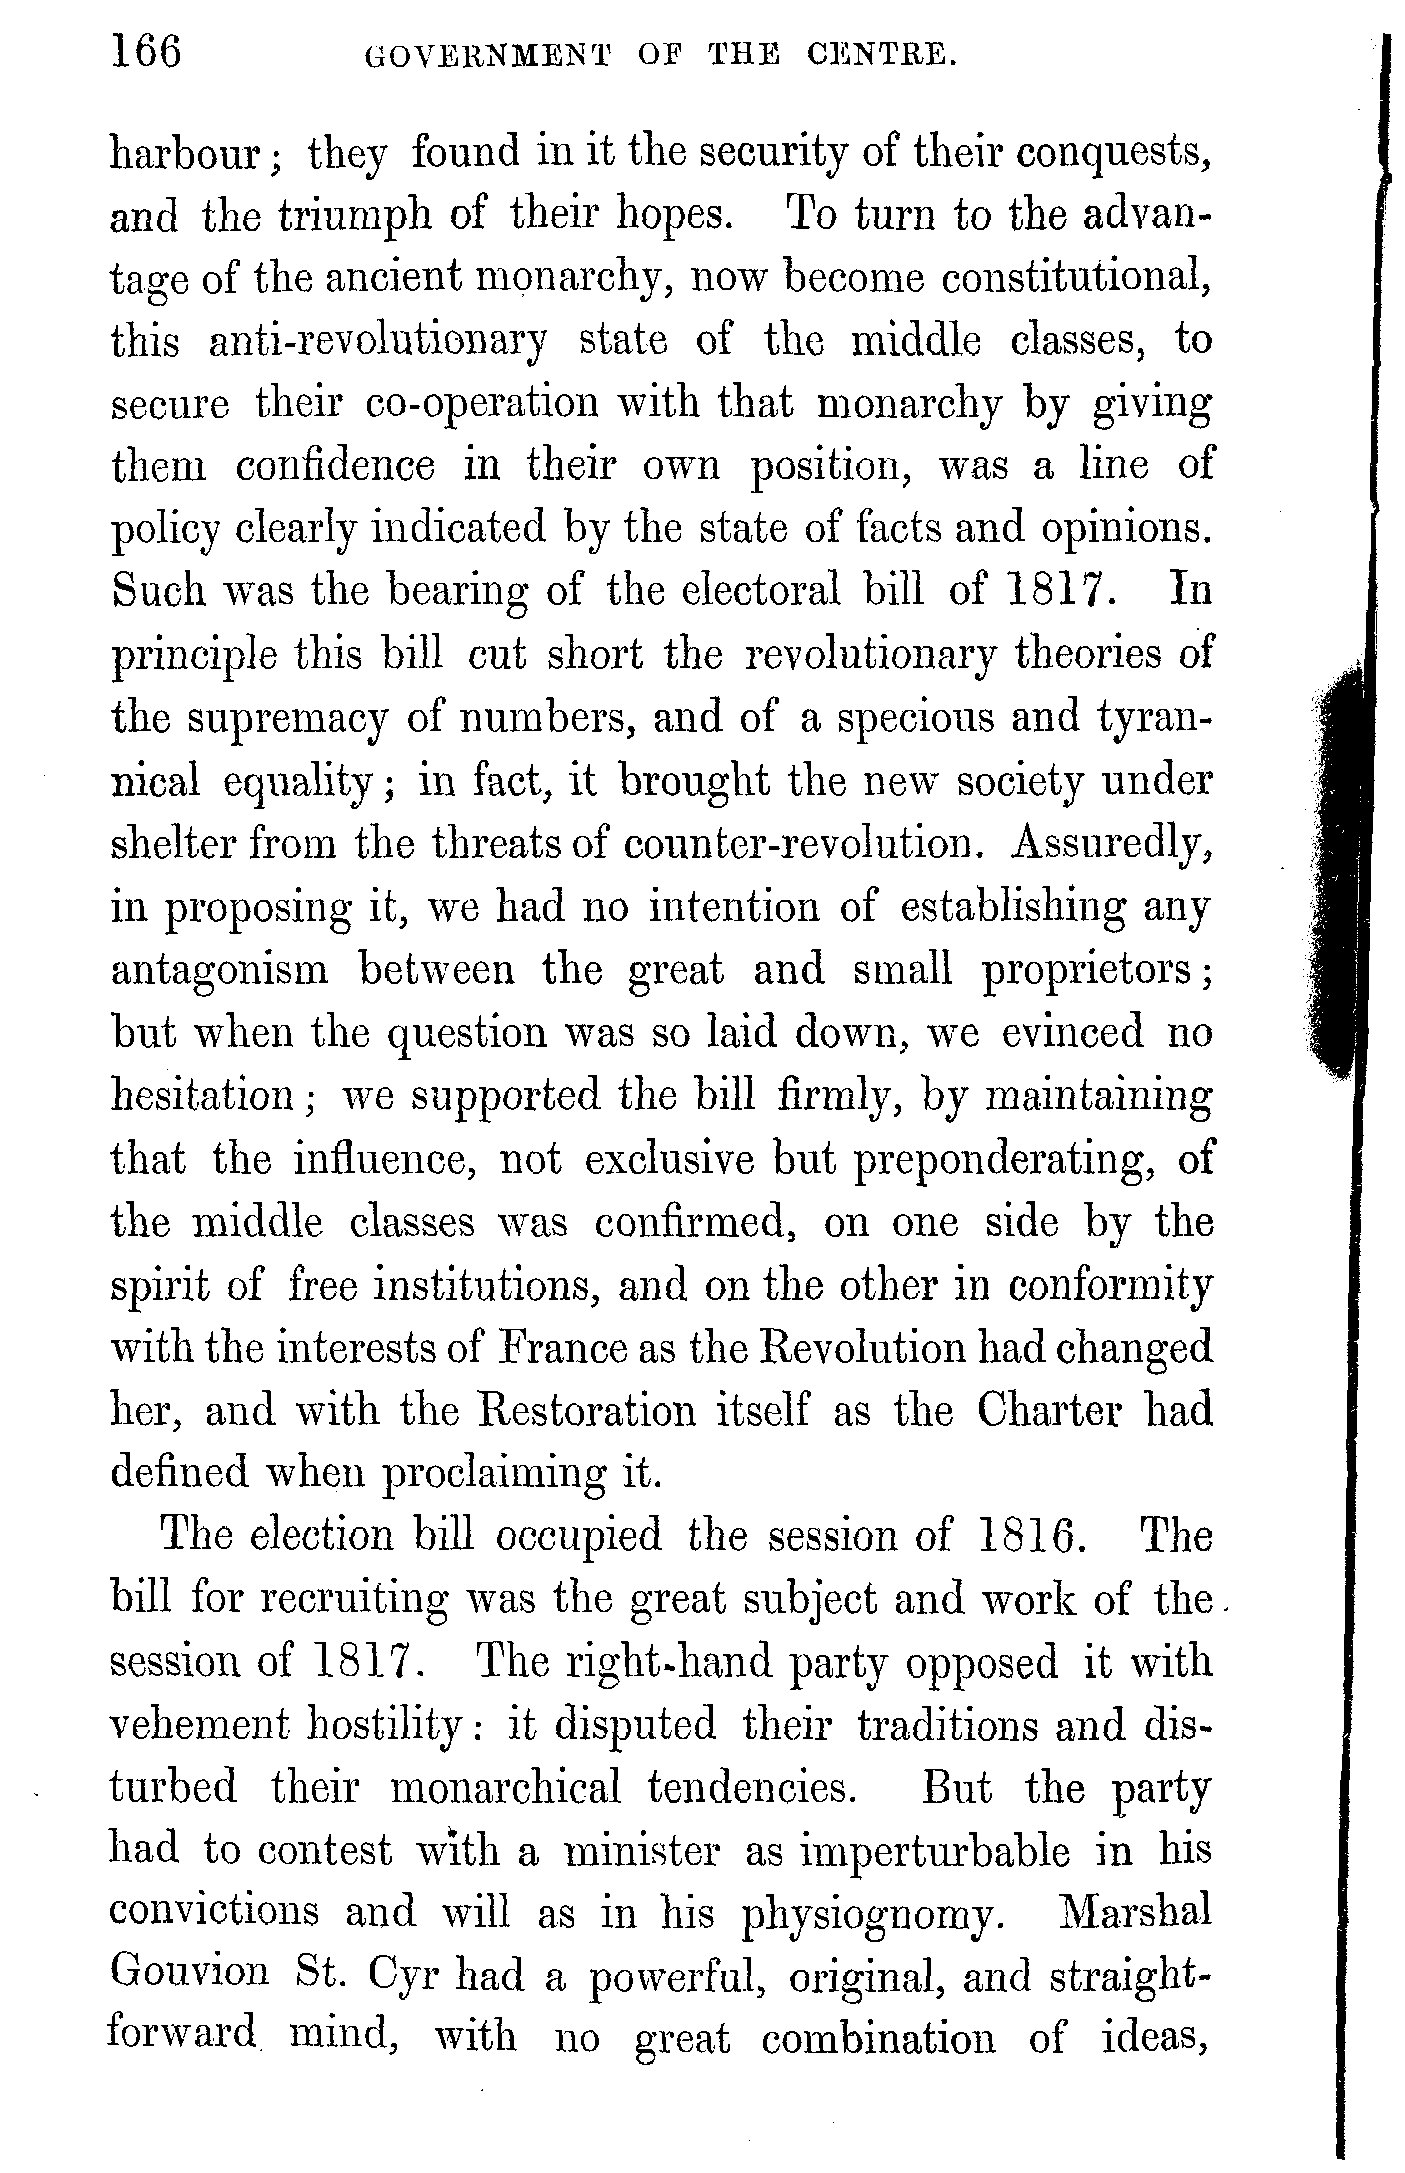 166 GOVERNMENT OF THE CENTRE.
harbour; they found in it the security of their conquests,
and the triumph of their hopes. To turn to the advan-
tage of the ancient monarchy, now become constitutional,
this anti-revolutionary state of the middle classes, to
secure their co-operation with that monarchy by giving
them confidence in their own position, was a line of
policy clearly indicated by the state of facts and opinions.
Such was the bearing of the electoral bill of 1817. In
principle this bill cut short the revolutionary theories of
the supremacy of numbers, and of a specious and tyran-
nical equality; in fact, it brought the new society under
shelter from the threats of counter-revolution. Assuredly,
in proposing it, we had no intention of establishing any
antagonism between the great and small proprietors;
but when the question was so laid down, we evinced no
hesitation; we supported the bill firmly, by maintaining
that the influence, not exclusive but preponderating, of
the middle classes was confirmed, on one side by the
spirit of free institutions, and on the other in conformity
with the interests of France as the Revolution had changed
her, and with the Restoration itself as the Charter had
defined when proclaiming it.
The election bill occupied the session of 1816. The
bill for recruiting was the great subject and work of the
session of 1817. The right-hand party opposed it with
vehement hostility: it disputed their traditions and dis-
turbed their monarchical tendencies. But the party
had to contest with a minister as imperturbable in his
convictions and will as in his physiognomy. Marshal
Gouvion St. Cyr had a powerful, original, and straight-
forward mind, with no great combination of ideas,